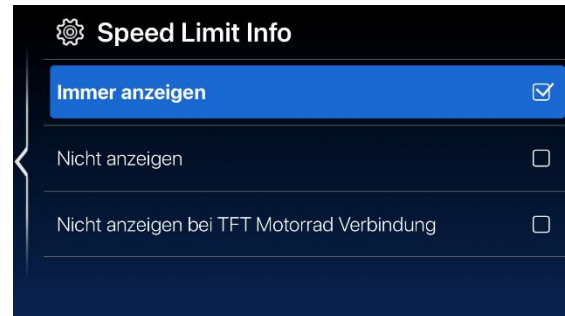 Speed Limit Info
Immer anzeigen
Nicht anzeigen
Nicht anzeigen bei TFT Motorrad Verbindung